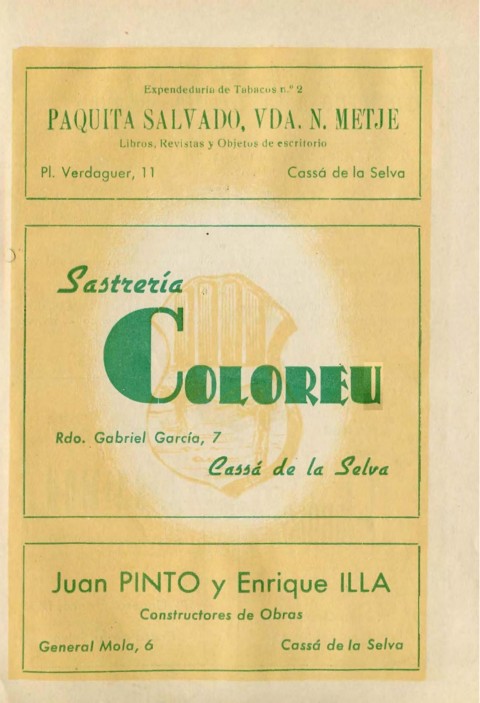 Expendeduría de Tabacos n.º 2
PAQUITA SALVADO, VDA. N. METJE
Libros, Revistas y Objetos de escritorio
Pl. Verdaguer, 11 Cassá de la Selva
Sastrería
COLOREU
Rdo. Gabriel García, 7
Cassá de la Selva
Juan PINTO y Enrique ILLA
Constructores de Obras
General Mola, 6 Cassá de la Selva